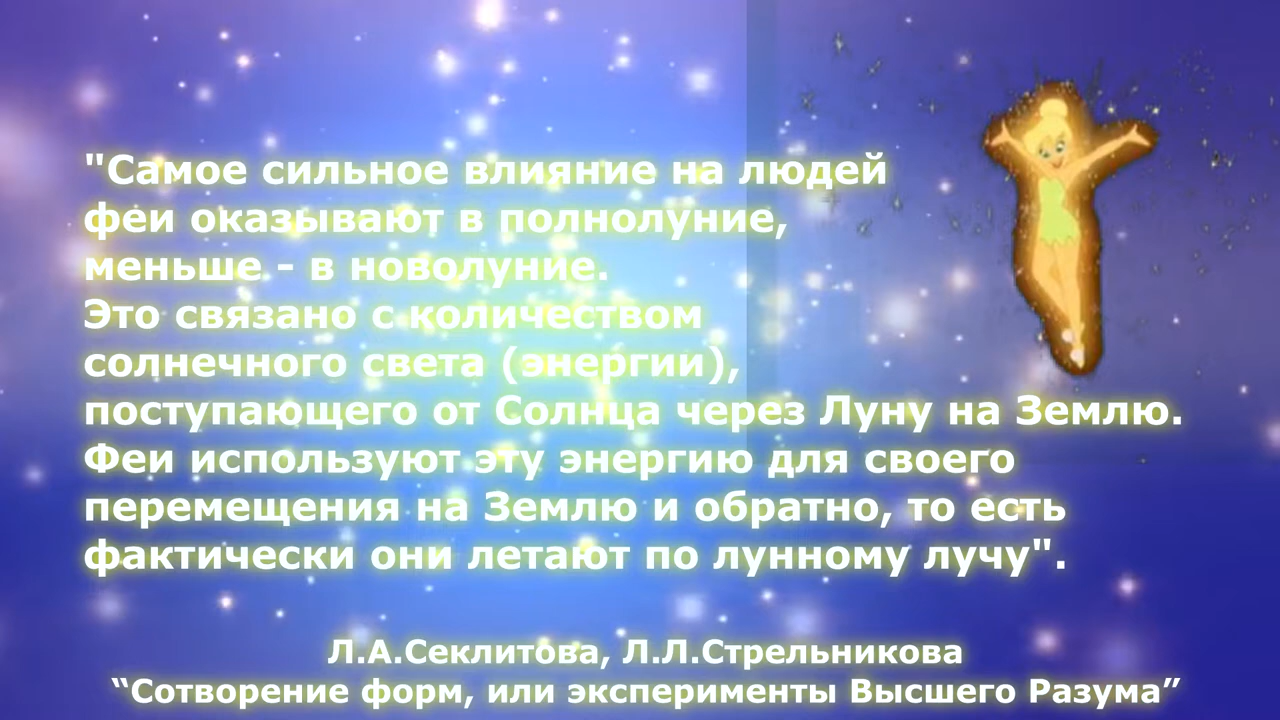 "Самое сильное влияние на людей
феи оказывают в полнолуние,
меньше - в новолуние.
Это связано с количеством
солнечного света (энергии),
поступающего от Солнца через Луну на Землю.
Феи используют эту энергию для своего
перемещения на Землю и обратно, то есть
фактически они летают по лунному лучу".
Л.А.Секлитова, Л.Л.Стрельникова
“Сотворение форм, или эксперименты Высшего Разума”